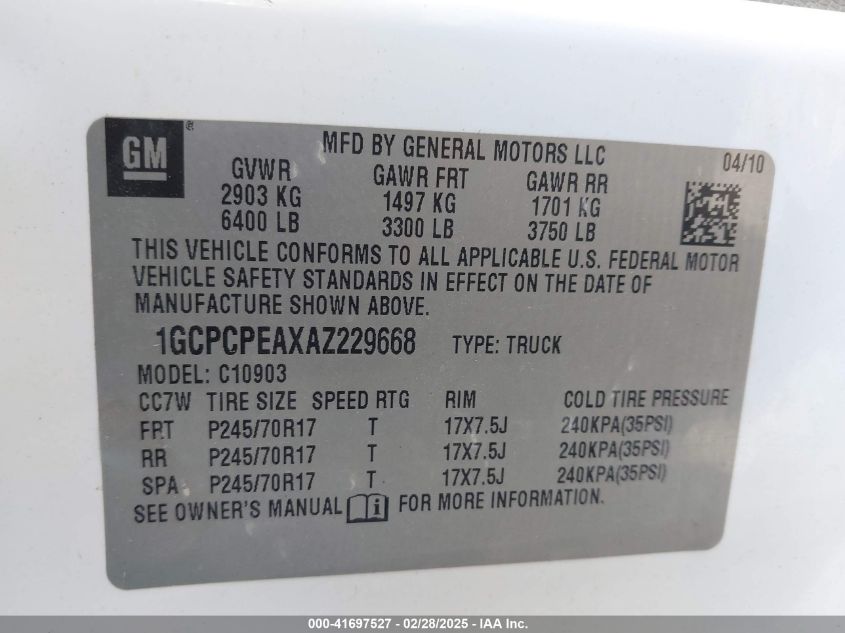 GM
MFD BY GENERAL MOTORS LLC 04/10
GVWR GAWR FRT GAWR RR
2903 KG 1497 KG 1701 KG
6400 LB 3300 LB 3750 LB
THIS VEHICLE CONFORMS TO ALL APPLICABLE U.S. FEDERAL MOTOR
VEHICLE SAFETY STANDARDS IN EFFECT ON THE DATE OF
MANUFACTURE SHOWN ABOVE.
1GCPCPEAXAZ229668 TYPE: TRUCK
MODEL: C10903
CC7W TIRE SIZE SPEED RTG RIM COLD TIRE PRESSURE
FRT P245/70R17 T 17X7.5J 240KPA(35PSI)
RR P245/70R17 T 17X7.5J 240KPA(35PSI)
SPA P245/70R17 T 17X7.5J 240KPA(35PSI)
SEE OWNER'S MANUAL i FOR MORE INFORMATION.
000-41697527 - 02/28/2025 - IAA Inc.